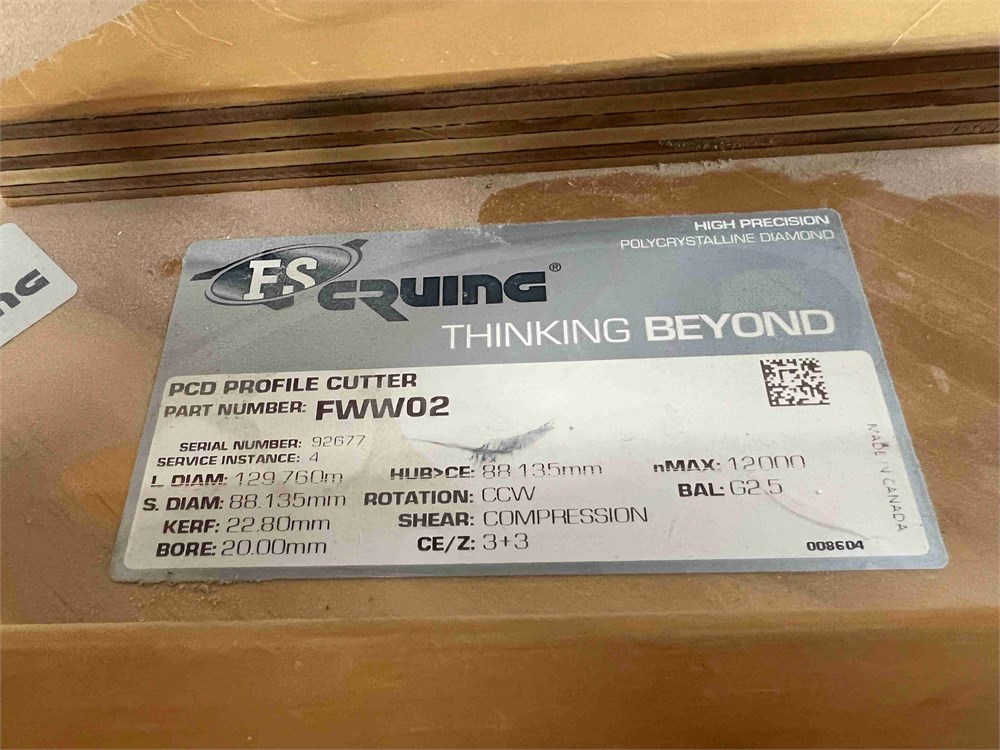 NG
HIGH PRECISION
POLYCRYSTALLINE DIAMOND
FS CRUING®
THINKING BEYOND
PCD PROFILE CUTTER
PART NUMBER: FWW02
SERIAL NUMBER: 92677
SERVICE INSTANCE: 4
L DIAM: 129.760m HUB>CE: 88.135mm nMAX: 12000
S. DIAM: 88.135mm ROTATION: CCW BAL: G2.5
KERF: 22.80mm SHEAR: COMPRESSION
BORE: 20.00mm CE/Z: 3+3
MADE IN CANADA
008604